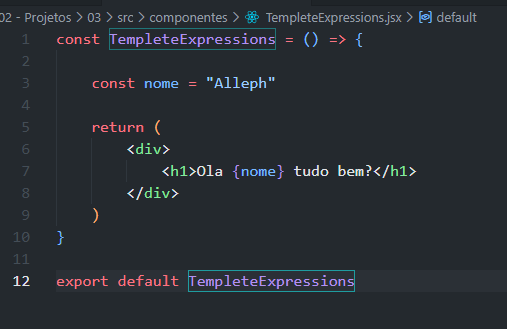 02 - Projetos > 03 > src > componentes > TempleteExpressions.jsx > default
1 const TempleteExpressions = () => {
2
3 const nome = "Alleph"
4
5 return (
6 <div>
7 <h1>Ola {nome} tudo bem?</h1>
8 </div>
9 )
10 }
11
12 export default TempleteExpressions